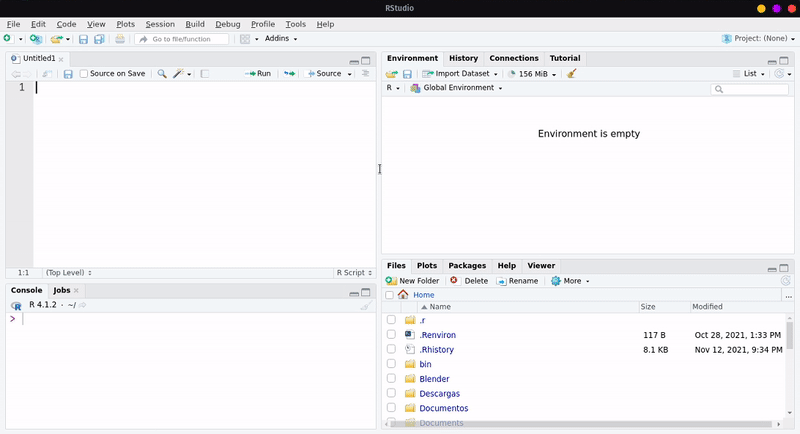 RStudio
File Edit Code View Plots Session Build Debug Profile Tools Help
Go to file/function Addins Project: (None)
Untitled1
Source on Save Run Source
1
1:1 (Top Level) R Script
Console Jobs
R 4.1.2 · ~/
>
Environment History Connections Tutorial
Import Dataset 156 MiB List
R Global Environment
Environment is empty
Files Plots Packages Help Viewer
New Folder Delete Rename More
Home ...
Name Size Modified
.r
.Renviron 117 B Oct 28, 2021, 1:33 PM
.Rhistory 8.1 KB Nov 12, 2021, 9:34 PM
bin
Blender
Descargas
Documentos
Documents